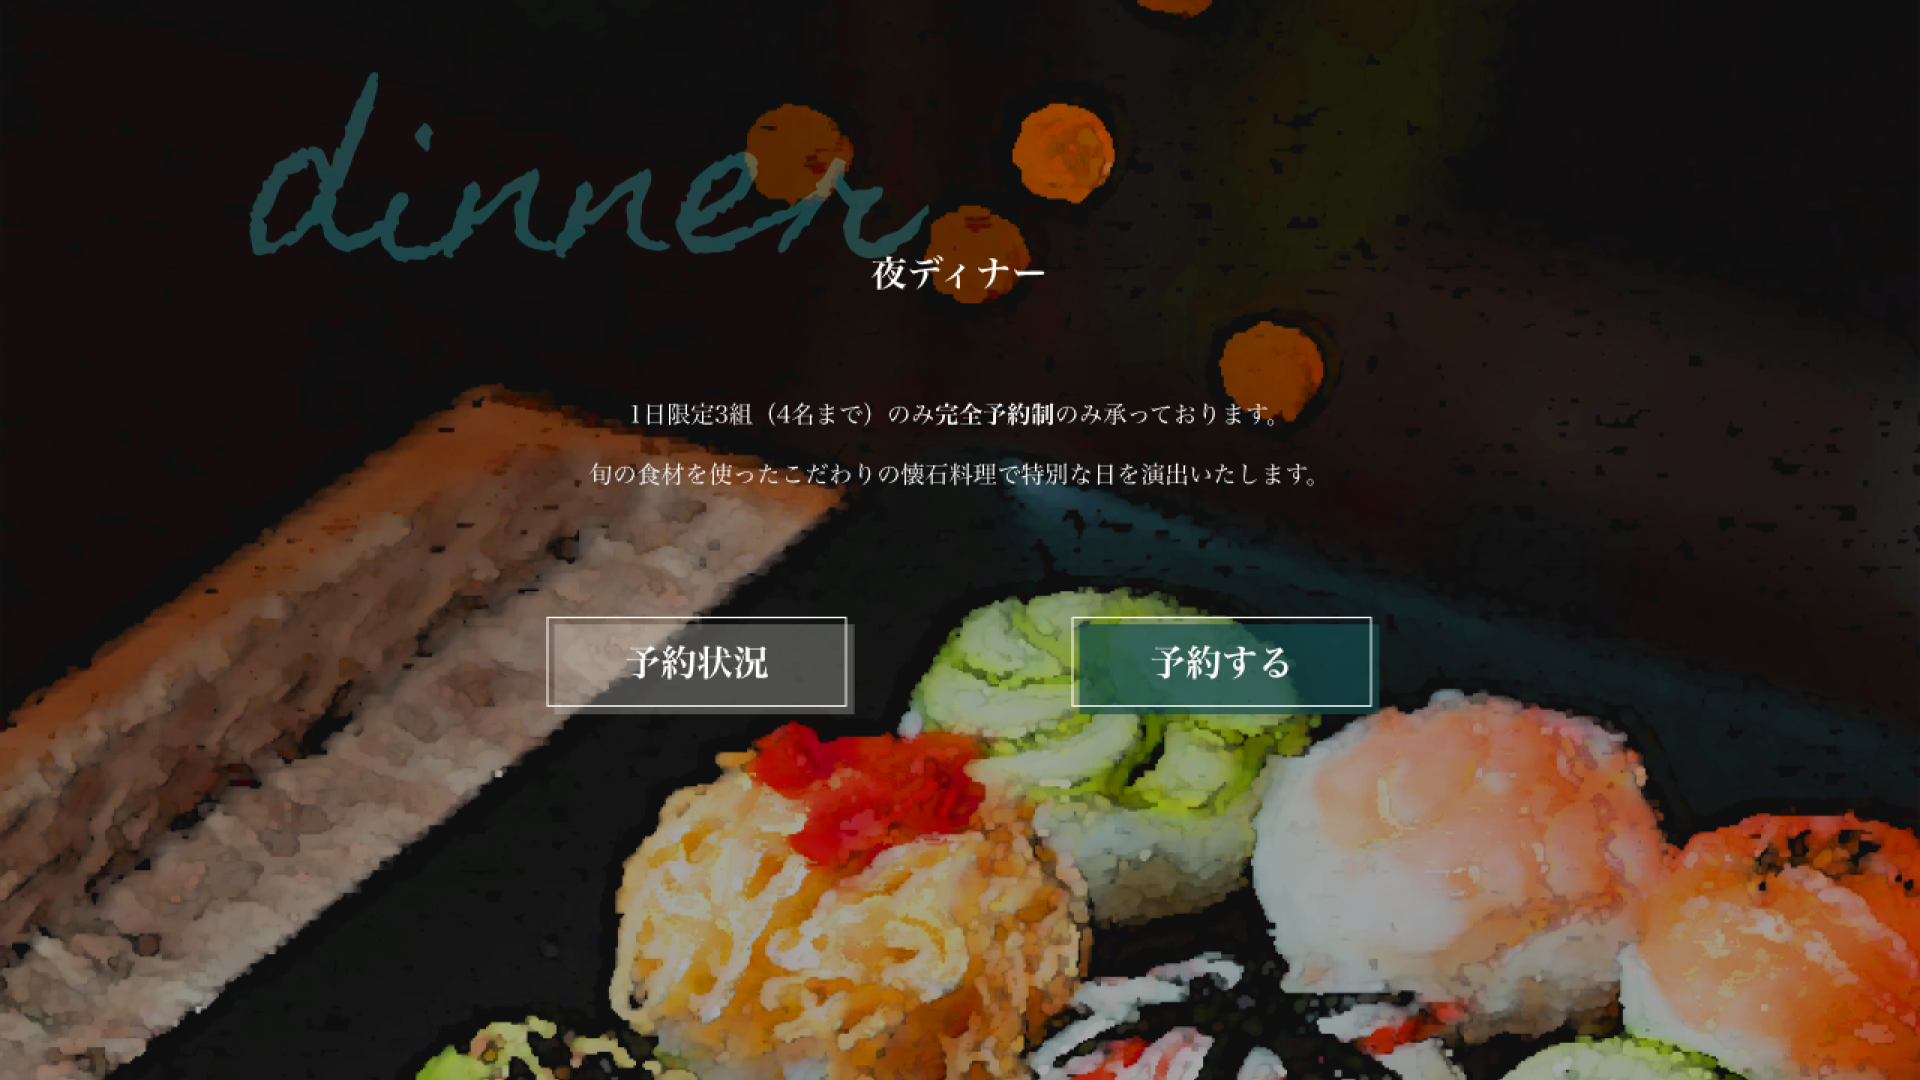 dinner
夜ディナー
1日限定3組（4名まで）のみ完全予約制のみ承っております。
旬の食材を使ったこだわりの懐石料理で特別な日を演出いたします。
予約状況
予約する